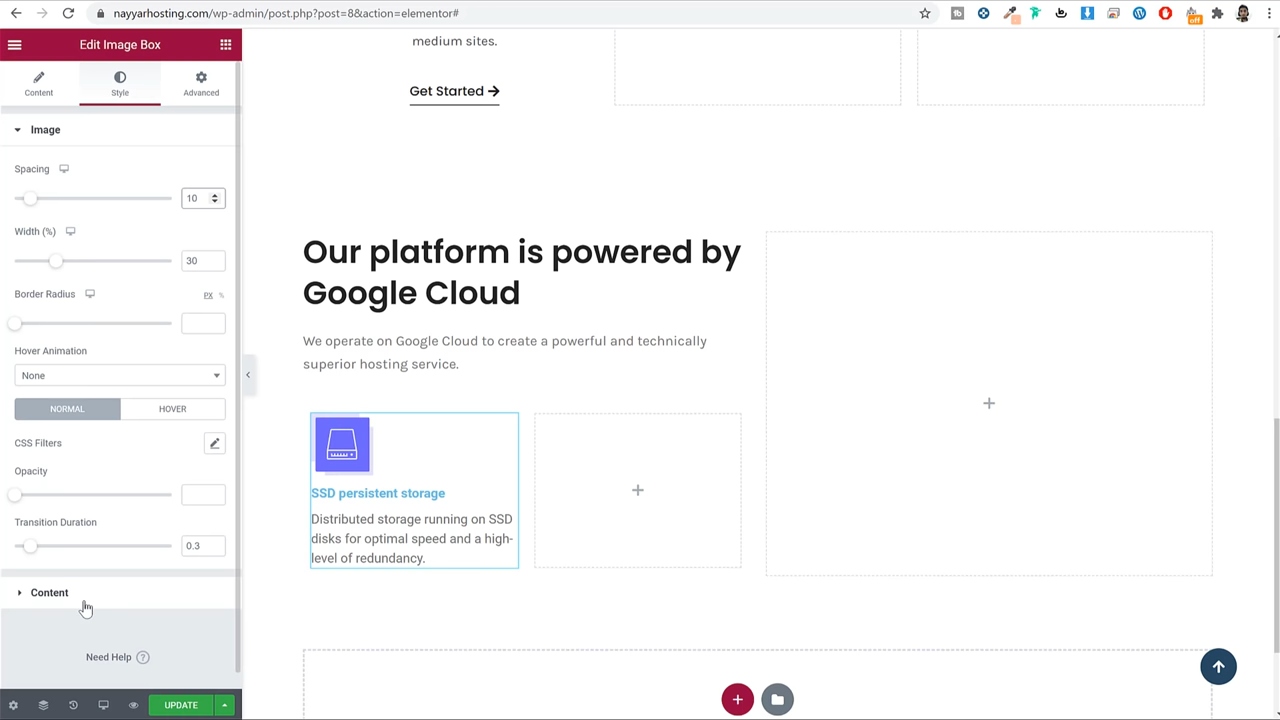 nayyarhosting.com/wp-admin/post.php?post=8&action=elementor#
off
Edit Image Box
Content
Style
Advanced
Image
Spacing
10
Width (%)
30
Border Radius
PX %
Hover Animation
None
NORMAL
HOVER
CSS Filters
Opacity
Transition Duration
0.3
Content
Need Help ?
UPDATE
medium sites.
Get Started
Our platform is powered by
Google Cloud
We operate on Google Cloud to create a powerful and technically
superior hosting service.
SSD persistent storage
Distributed storage running on SSD
disks for optimal speed and a high-
level of redundancy.